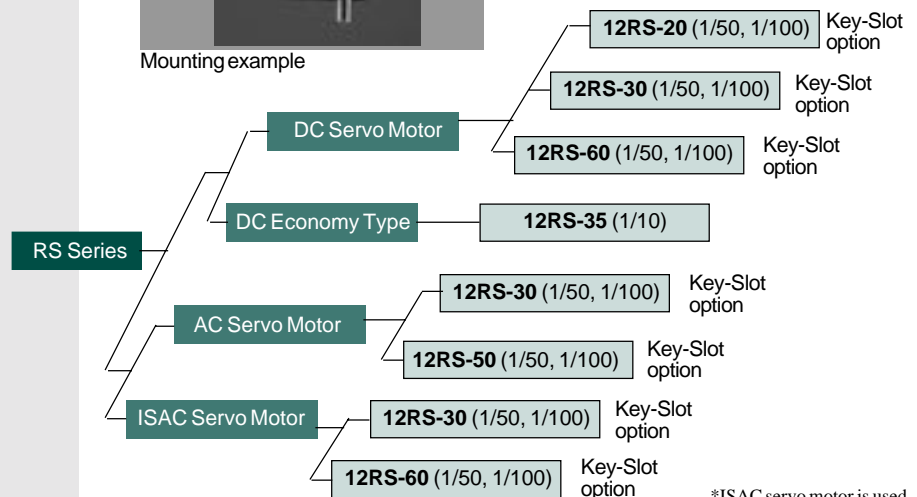 Mounting example
12RS-20 (1/50, 1/100)
Key-Slot
option
12RS-30 (1/50, 1/100)
Key-Slot
option
DC Servo Motor
12RS-60 (1/50, 1/100)
Key-Slot
option
DC Economy Type
12RS-35 (1/10)
RS Series
12RS-30 (1/50, 1/100)
Key-Slot
option
AC Servo Motor
12RS-50 (1/50, 1/100)
Key-Slot
option
ISAC Servo Motor
12RS-30 (1/50, 1/100)
Key-Slot
option
12RS-60 (1/50, 1/100)
Key-Slot
option
*ISAC servo motor is used